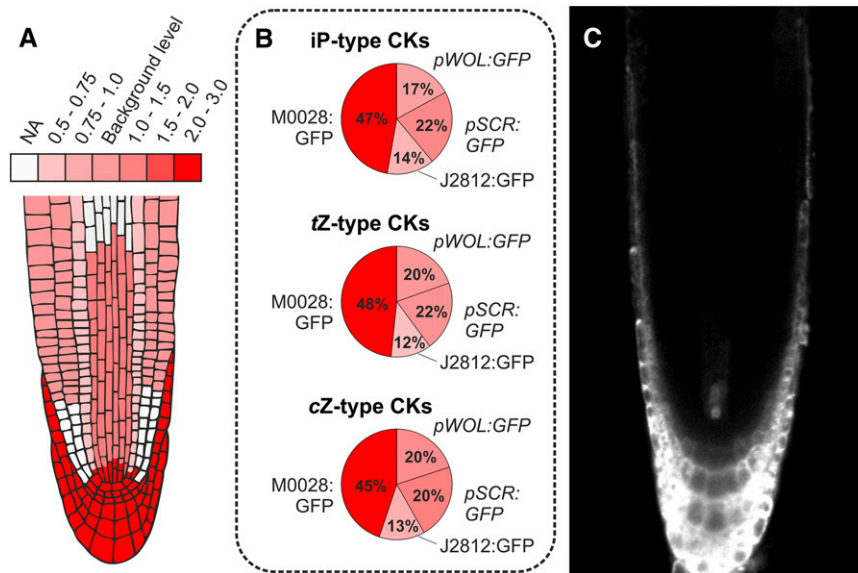 A
NA
0.5 - 0.75
0.75 - 1.0
Background level
1.0 - 1.5
1.5 - 2.0
2.0 - 3.0
B
iP-type CKs
pWOL:GFP
17%
M0028:
GFP
47%
22%
pSCR:
GFP
14%
J2812:GFP
tZ-type CKs
pWOL:GFP
20%
M0028:
GFP
48%
22%
pSCR:
GFP
12%
J2812:GFP
cZ-type CKs
pWOL:GFP
20%
M0028:
GFP
45%
20%
pSCR:
GFP
13%
J2812:GFP
C